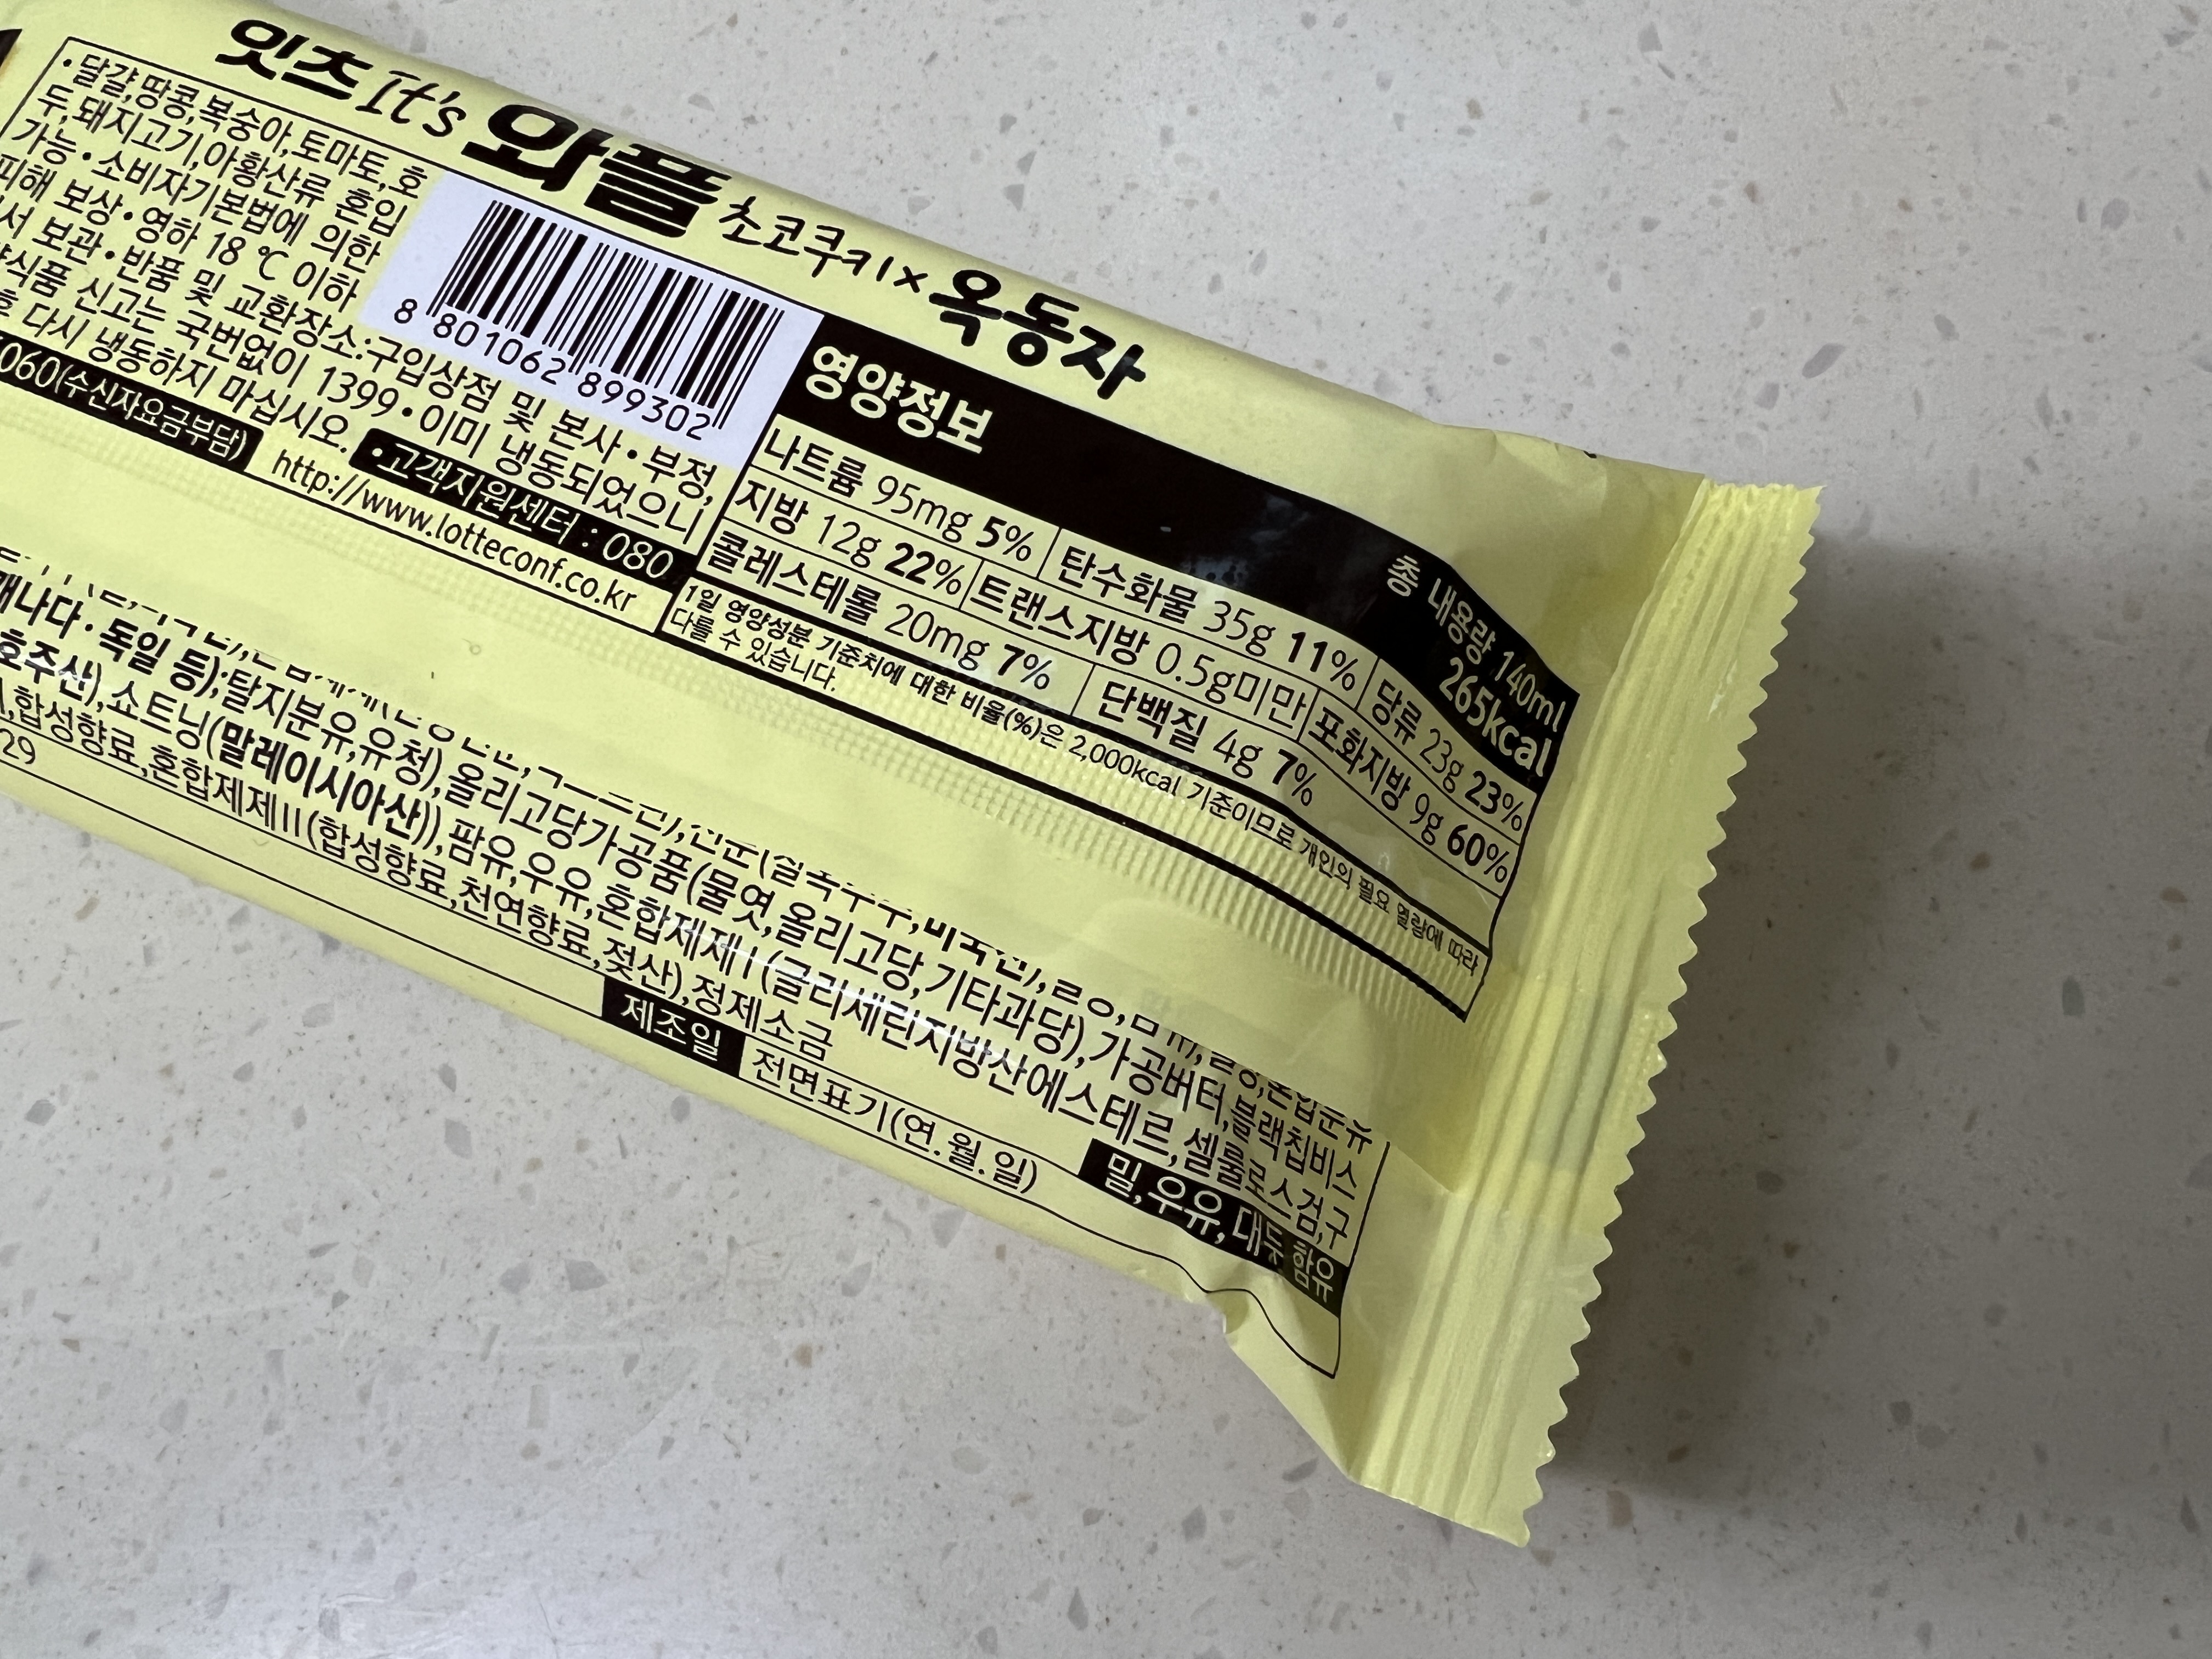 잇츠 It's 와플 초코쿠키 x 옥동자
•달걀,땅콩,복숭아,토마토,호
두,돼지고기,아황산류 혼입
가능•소비자기본법에 의한
피해 보상•영하 18 ℃ 이하
서 보관•반품 및 교환장소:구입상점 및 본사•부정,
식품 신고는 국번없이 1399•이미 냉동되었으니
다시 냉동하지 마십시오. •고객지원센터 : 080
060(수신자요금부담) http://www.lotteconf.co.kr
8 801062 899302
영양정보
총 내용량 140ml
265kcal
나트륨 95mg 5% 탄수화물 35g 11% 당류 23g 23%
지방 12g 22% 트랜스지방 0.5g미만 포화지방 9g 60%
콜레스테롤 20mg 7% 단백질 4g 7%
1일 영양성분 기준치에 대한 비율(%)은 2,000kcal 기준이므로 개인의 필요 열량에 따라
다를 수 있습니다.
캐나다·독일 등);탈지분유,유청),올리고당가공품(물엿,올리고당,기타과당),가공버터,블랙칩비스
호주산),쇼트닝(말레이시아산)),팜유,우유,혼합제제Ⅰ(글리세린지방산에스테르,셀룰로스검,구
합성향료,혼합제제Ⅱ(합성향료,천연향료,젖산),정제소금
밀,우유,대두 함유
29
제조일 전면표기(연.월.일)